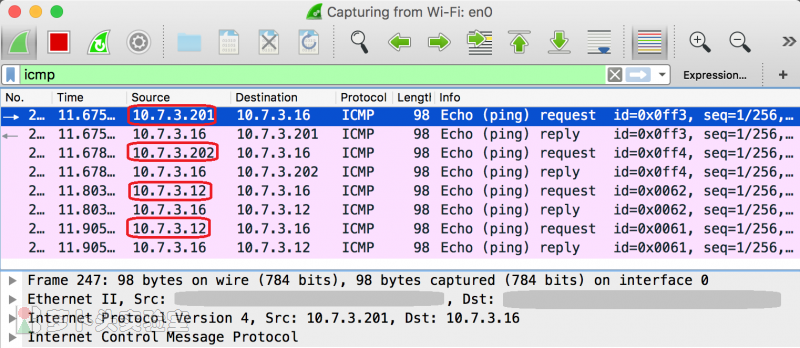 Capturing from Wi-Fi: en0
icmp Expression... +
No. Time Source Destination Protocol Lengtl Info
2... 11.675... 10.7.3.201 10.7.3.16 ICMP 98 Echo (ping) request id=0x0ff3, seq=1/256,...
2... 11.675... 10.7.3.16 10.7.3.201 ICMP 98 Echo (ping) reply id=0x0ff3, seq=1/256,...
2... 11.678... 10.7.3.202 10.7.3.16 ICMP 98 Echo (ping) request id=0x0ff4, seq=1/256,...
2... 11.678... 10.7.3.16 10.7.3.202 ICMP 98 Echo (ping) reply id=0x0ff4, seq=1/256,...
2... 11.803... 10.7.3.12 10.7.3.16 ICMP 98 Echo (ping) request id=0x0062, seq=1/256,...
2... 11.803... 10.7.3.16 10.7.3.12 ICMP 98 Echo (ping) reply id=0x0062, seq=1/256,...
2... 11.905... 10.7.3.12 10.7.3.16 ICMP 98 Echo (ping) request id=0x0061, seq=1/256,...
2... 11.905... 10.7.3.16 10.7.3.12 ICMP 98 Echo (ping) reply id=0x0061, seq=1/256,...
Frame 247: 98 bytes on wire (784 bits), 98 bytes captured (784 bits) on interface 0
Ethernet II, Src: , Dst:
Internet Protocol Version 4, Src: 10.7.3.201, Dst: 10.7.3.16
Internet Control Message Protocol